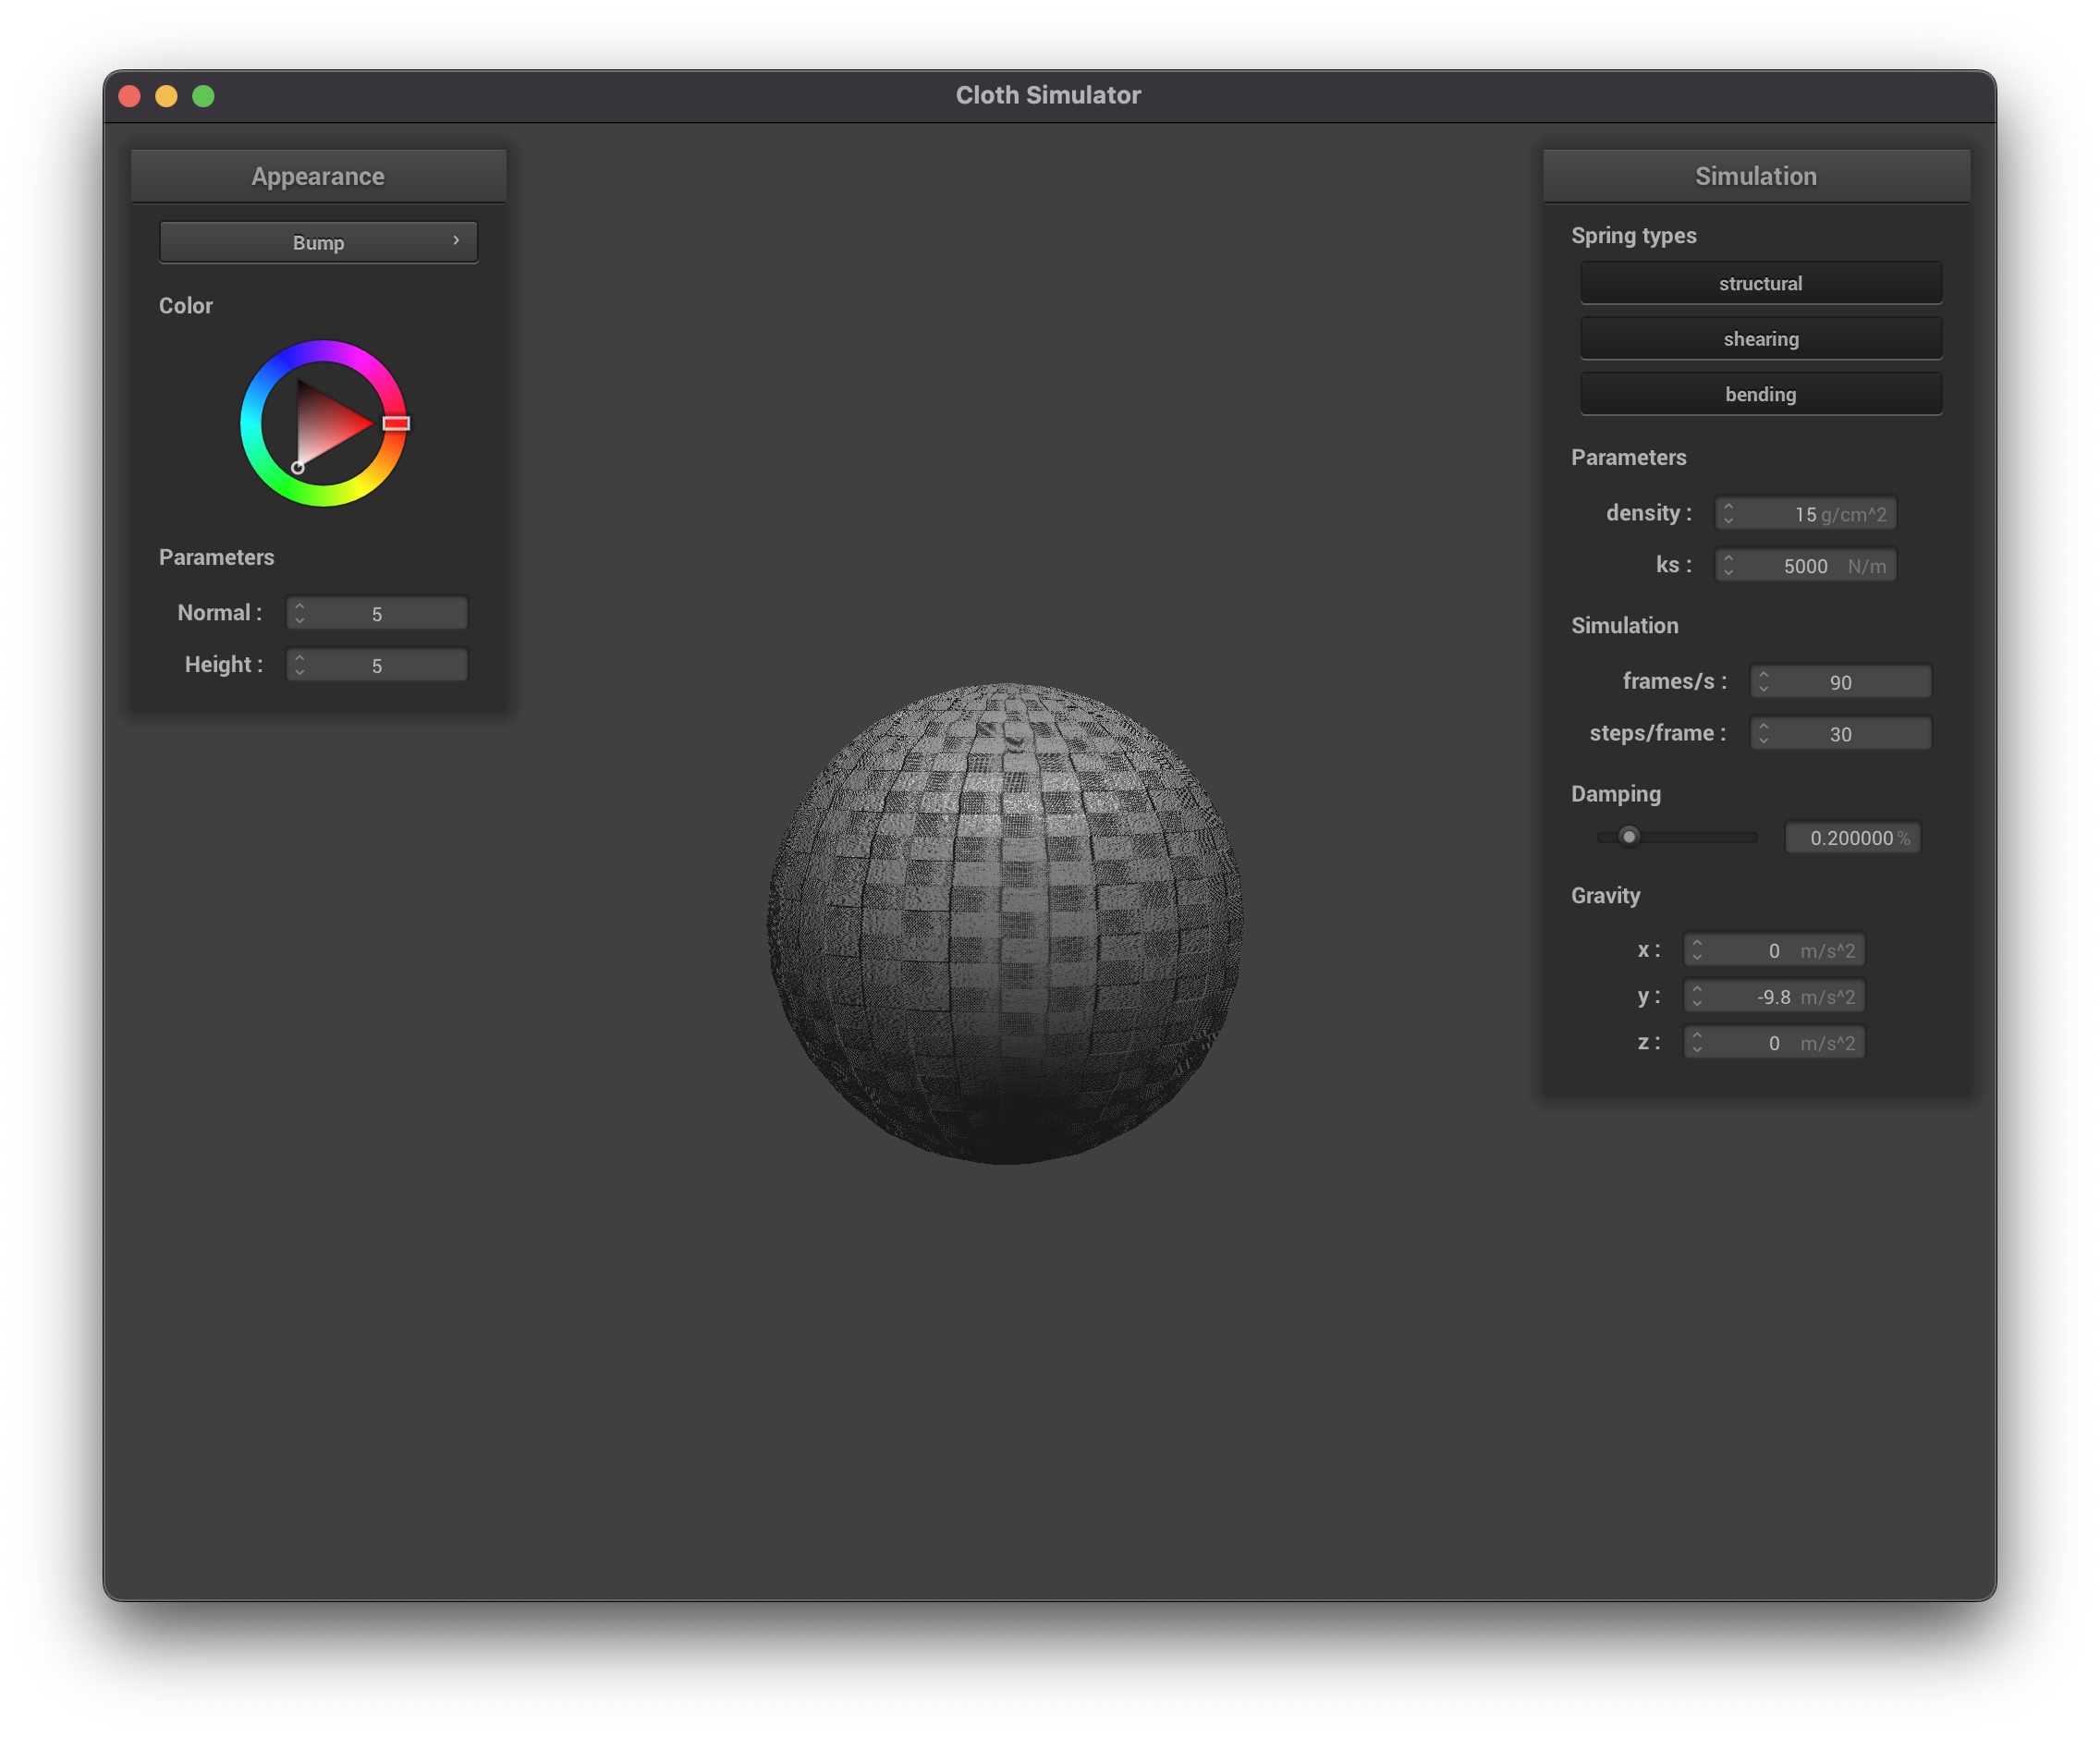 Cloth Simulator
Appearance
Bump
Color
Parameters
Normal : 5
Height : 5
Simulation
Spring types
structural
shearing
bending
Parameters
density : 15 g/cm^2
ks : 5000 N/m
Simulation
frames/s : 90
steps/frame : 30
Damping
0.200000 %
Gravity
x : 0 m/s^2
y : -9.8 m/s^2
z : 0 m/s^2